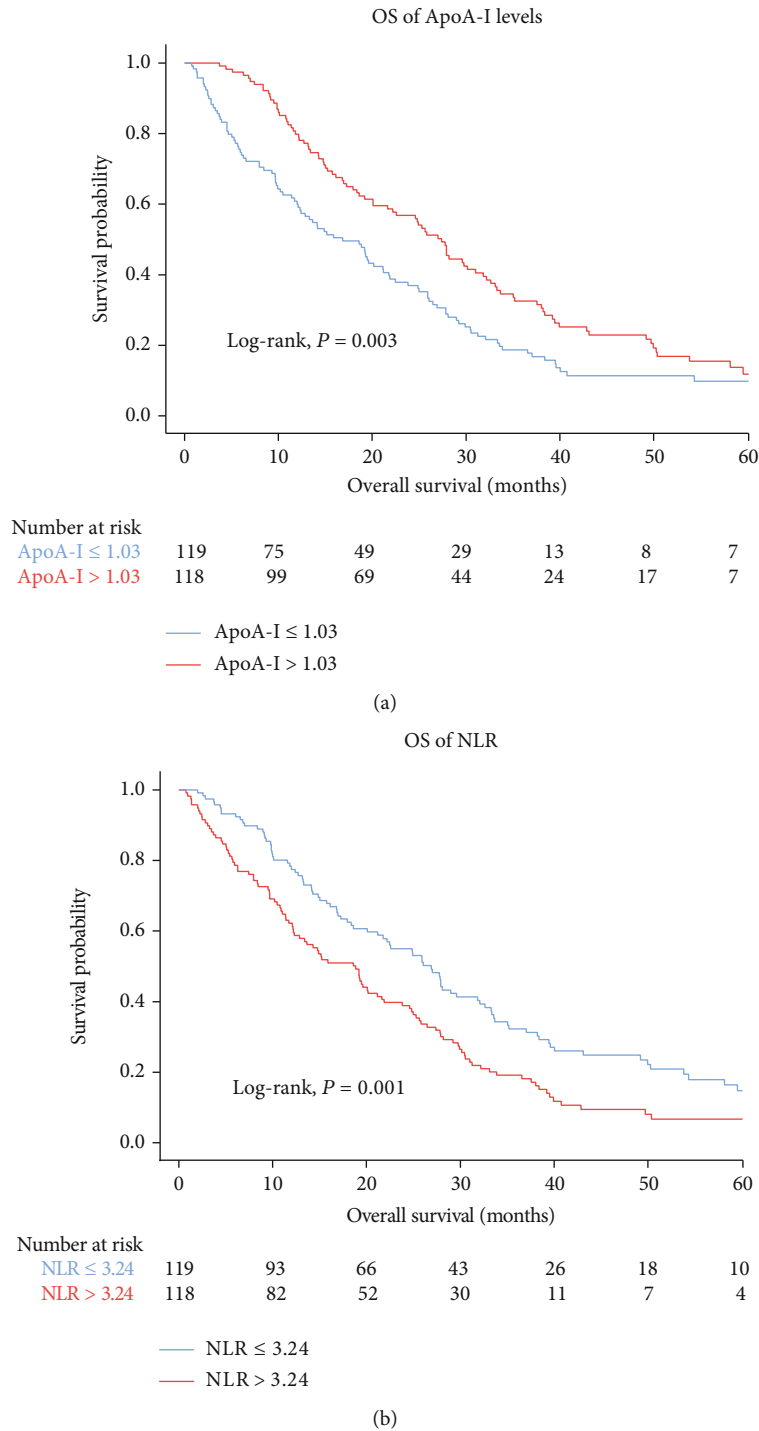 OS of ApoA-I levels
1.0
0.8
0.6
0.4
0.2
0.0
Survival probability
Log-rank, P = 0.003
0 10 20 30 40 50 60
Overall survival (months)
Number at risk
ApoA-I ≤ 1.03 119 75 49 29 13 8 7
ApoA-I > 1.03 118 99 69 44 24 17 7
ApoA-I ≤ 1.03
ApoA-I > 1.03
(a)
OS of NLR
1.0
0.8
0.6
0.4
0.2
0.0
Survival probability
Log-rank, P = 0.001
0 10 20 30 40 50 60
Overall survival (months)
Number at risk
NLR ≤ 3.24 119 93 66 43 26 18 10
NLR > 3.24 118 82 52 30 11 7 4
NLR ≤ 3.24
NLR > 3.24
(b)